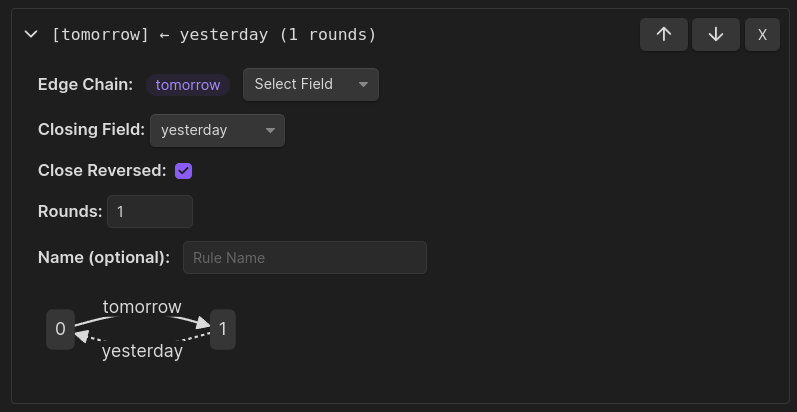 [tomorrow] ← yesterday (1 rounds) ↑ ↓ X
Edge Chain: tomorrow Select Field
Closing Field: yesterday
Close Reversed:
Rounds: 1
Name (optional): Rule Name
tomorrow
0 1
yesterday